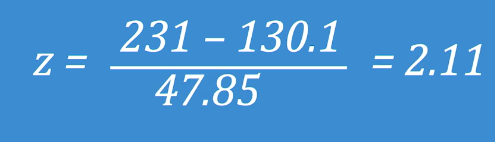 z = 231 – 130.1 / 47.85 = 2.11